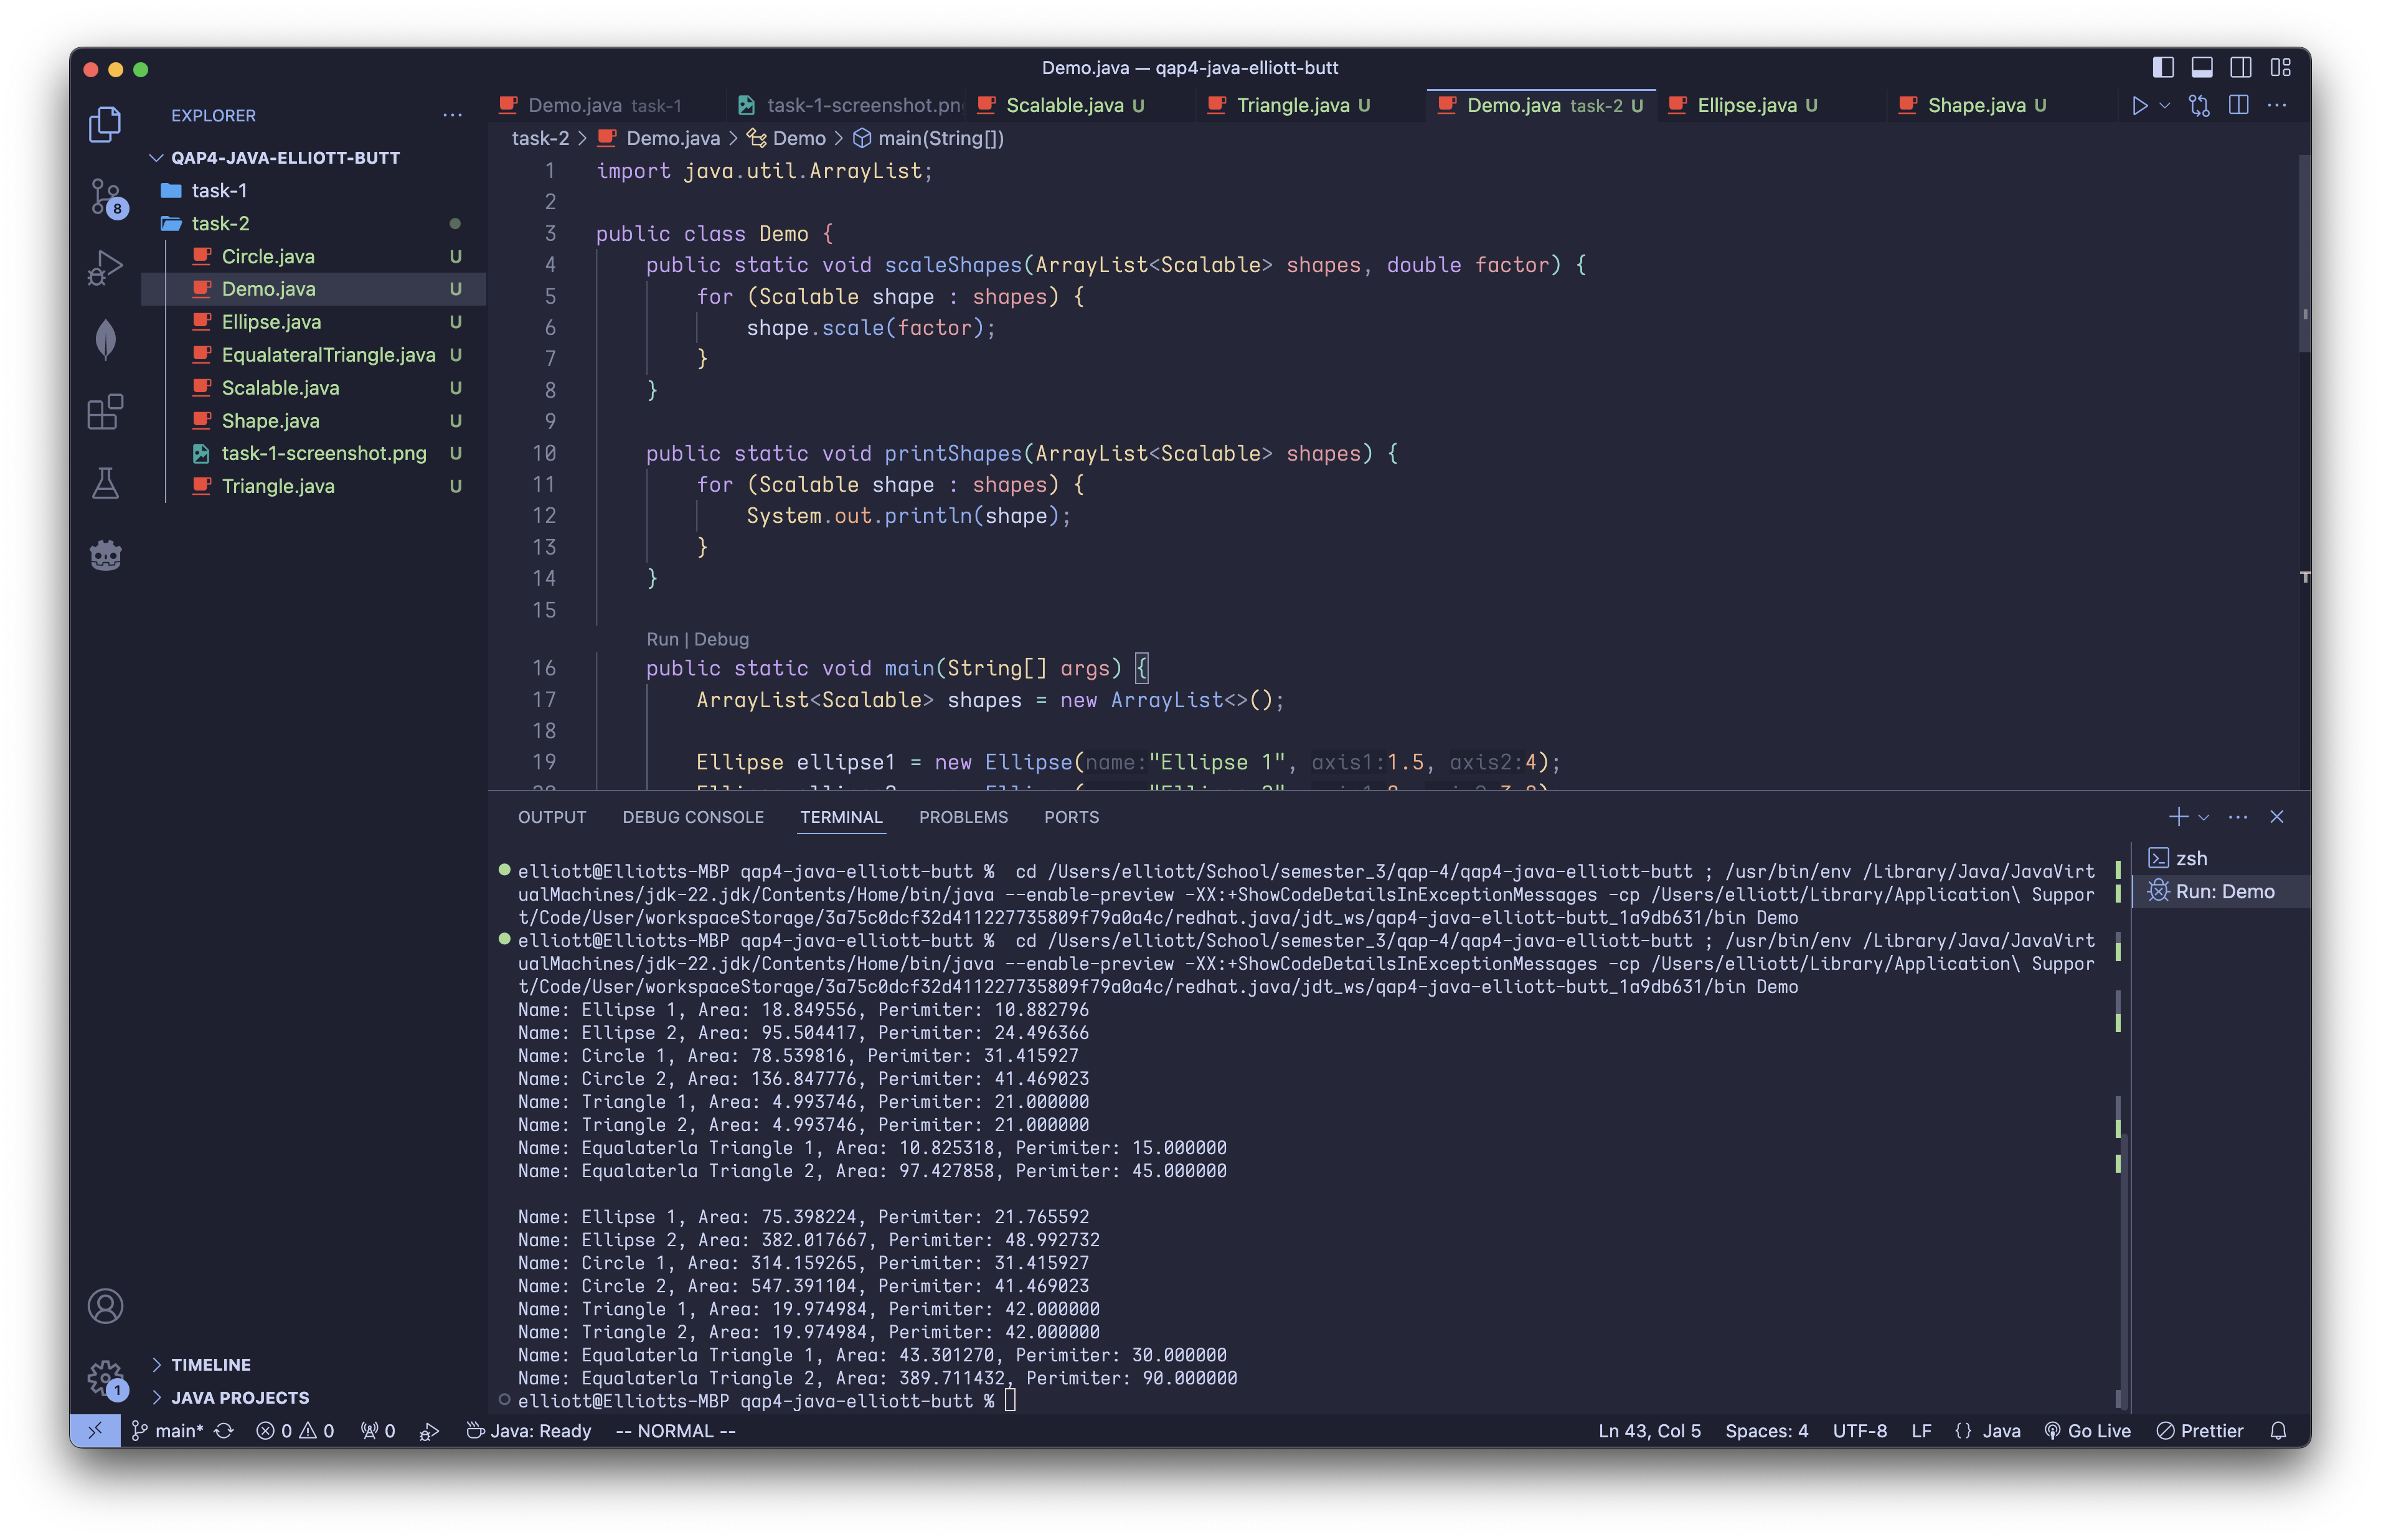 Demo.java — qap4-java-elliott-butt
EXPLORER
QAP4-JAVA-ELLIOTT-BUTT
task-1
task-2
Circle.java U
Demo.java U
Ellipse.java U
EqualateralTriangle.java U
Scalable.java U
Shape.java U
task-1-screenshot.png U
Triangle.java U
8
TIMELINE
JAVA PROJECTS
1
Demo.java task-1
task-1-screenshot.pn
Scalable.java U
Triangle.java U
Demo.java task-2 U
Ellipse.java U
Shape.java U
task-2 > Demo.java > Demo > main(String[])
1 import java.util.ArrayList;
2
3 public class Demo {
4 public static void scaleShapes(ArrayList<Scalable> shapes, double factor) {
5 for (Scalable shape : shapes) {
6 shape.scale(factor);
7 }
8 }
9
10 public static void printShapes(ArrayList<Scalable> shapes) {
11 for (Scalable shape : shapes) {
12 System.out.println(shape);
13 }
14 }
15
Run | Debug
16 public static void main(String[] args) {
17 ArrayList<Scalable> shapes = new ArrayList<>();
18
19 Ellipse ellipse1 = new Ellipse(name:"Ellipse 1", axis1:1.5, axis2:4);
OUTPUT DEBUG CONSOLE TERMINAL PROBLEMS PORTS
zsh
Run: Demo
elliott@Elliotts-MBP qap4-java-elliott-butt % cd /Users/elliott/School/semester_3/qap-4/qap4-java-elliott-butt ; /usr/bin/env /Library/Java/JavaVirt
ualMachines/jdk-22.jdk/Contents/Home/bin/java --enable-preview -XX:+ShowCodeDetailsInExceptionMessages -cp /Users/elliott/Library/Application\ Suppor
t/Code/User/workspaceStorage/3a75c0dcf32d411227735809f79a0a4c/redhat.java/jdt_ws/qap4-java-elliott-butt_1a9db631/bin Demo
elliott@Elliotts-MBP qap4-java-elliott-butt % cd /Users/elliott/School/semester_3/qap-4/qap4-java-elliott-butt ; /usr/bin/env /Library/Java/JavaVirt
ualMachines/jdk-22.jdk/Contents/Home/bin/java --enable-preview -XX:+ShowCodeDetailsInExceptionMessages -cp /Users/elliott/Library/Application\ Suppor
t/Code/User/workspaceStorage/3a75c0dcf32d411227735809f79a0a4c/redhat.java/jdt_ws/qap4-java-elliott-butt_1a9db631/bin Demo
Name: Ellipse 1, Area: 18.849556, Perimiter: 10.882796
Name: Ellipse 2, Area: 95.504417, Perimiter: 24.496366
Name: Circle 1, Area: 78.539816, Perimiter: 31.415927
Name: Circle 2, Area: 136.847776, Perimiter: 41.469023
Name: Triangle 1, Area: 4.993746, Perimiter: 21.000000
Name: Triangle 2, Area: 4.993746, Perimiter: 21.000000
Name: Equalaterla Triangle 1, Area: 10.825318, Perimiter: 15.000000
Name: Equalaterla Triangle 2, Area: 97.427858, Perimiter: 45.000000
Name: Ellipse 1, Area: 75.398224, Perimiter: 21.765592
Name: Ellipse 2, Area: 382.017667, Perimiter: 48.992732
Name: Circle 1, Area: 314.159265, Perimiter: 31.415927
Name: Circle 2, Area: 547.391104, Perimiter: 41.469023
Name: Triangle 1, Area: 19.974984, Perimiter: 42.000000
Name: Triangle 2, Area: 19.974984, Perimiter: 42.000000
Name: Equalaterla Triangle 1, Area: 43.301270, Perimiter: 30.000000
Name: Equalaterla Triangle 2, Area: 389.711432, Perimiter: 90.000000
elliott@Elliotts-MBP qap4-java-elliott-butt %
main* 0 0 0 Java: Ready -- NORMAL -- Ln 43, Col 5 Spaces: 4 UTF-8 LF {} Java Go Live Prettier